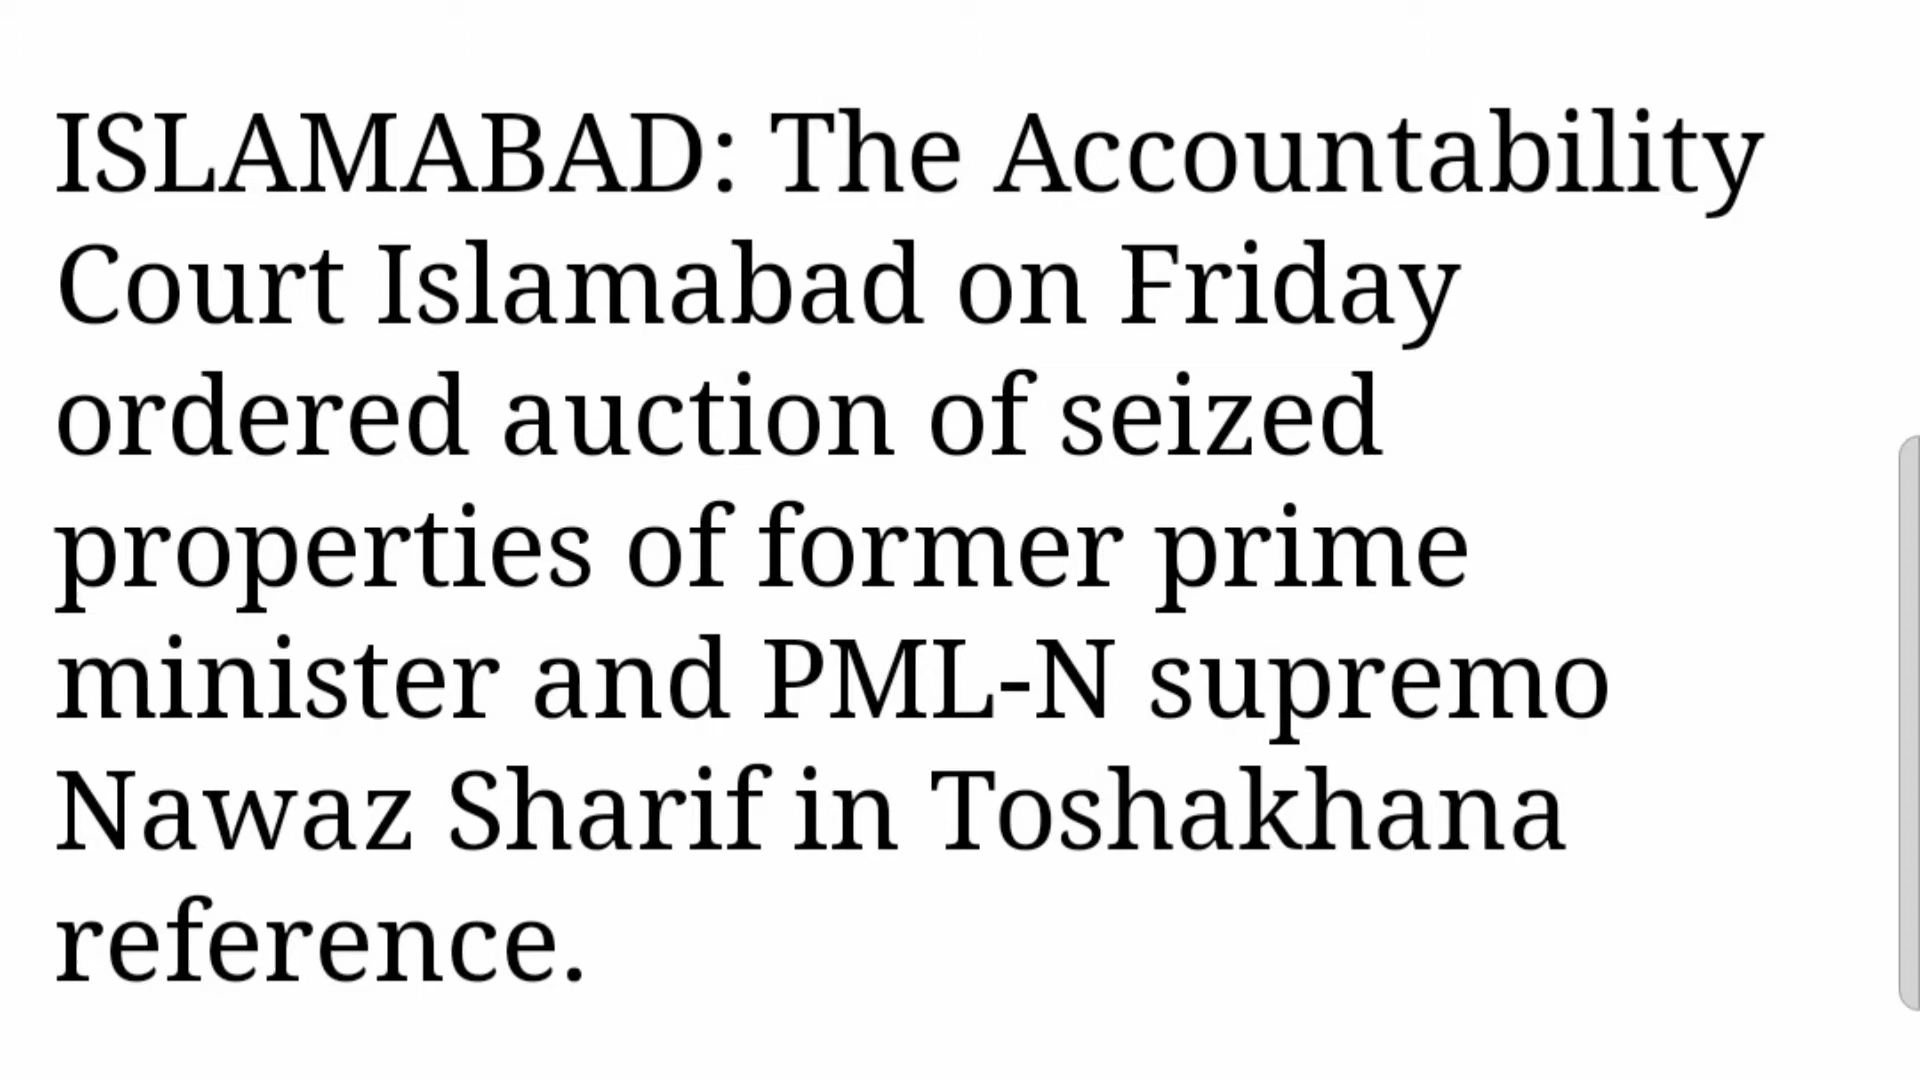 ISLAMABAD: The Accountability
Court Islamabad on Friday
ordered auction of seized
properties of former prime
minister and PML-N supremo
Nawaz Sharif in Toshakhana
reference.